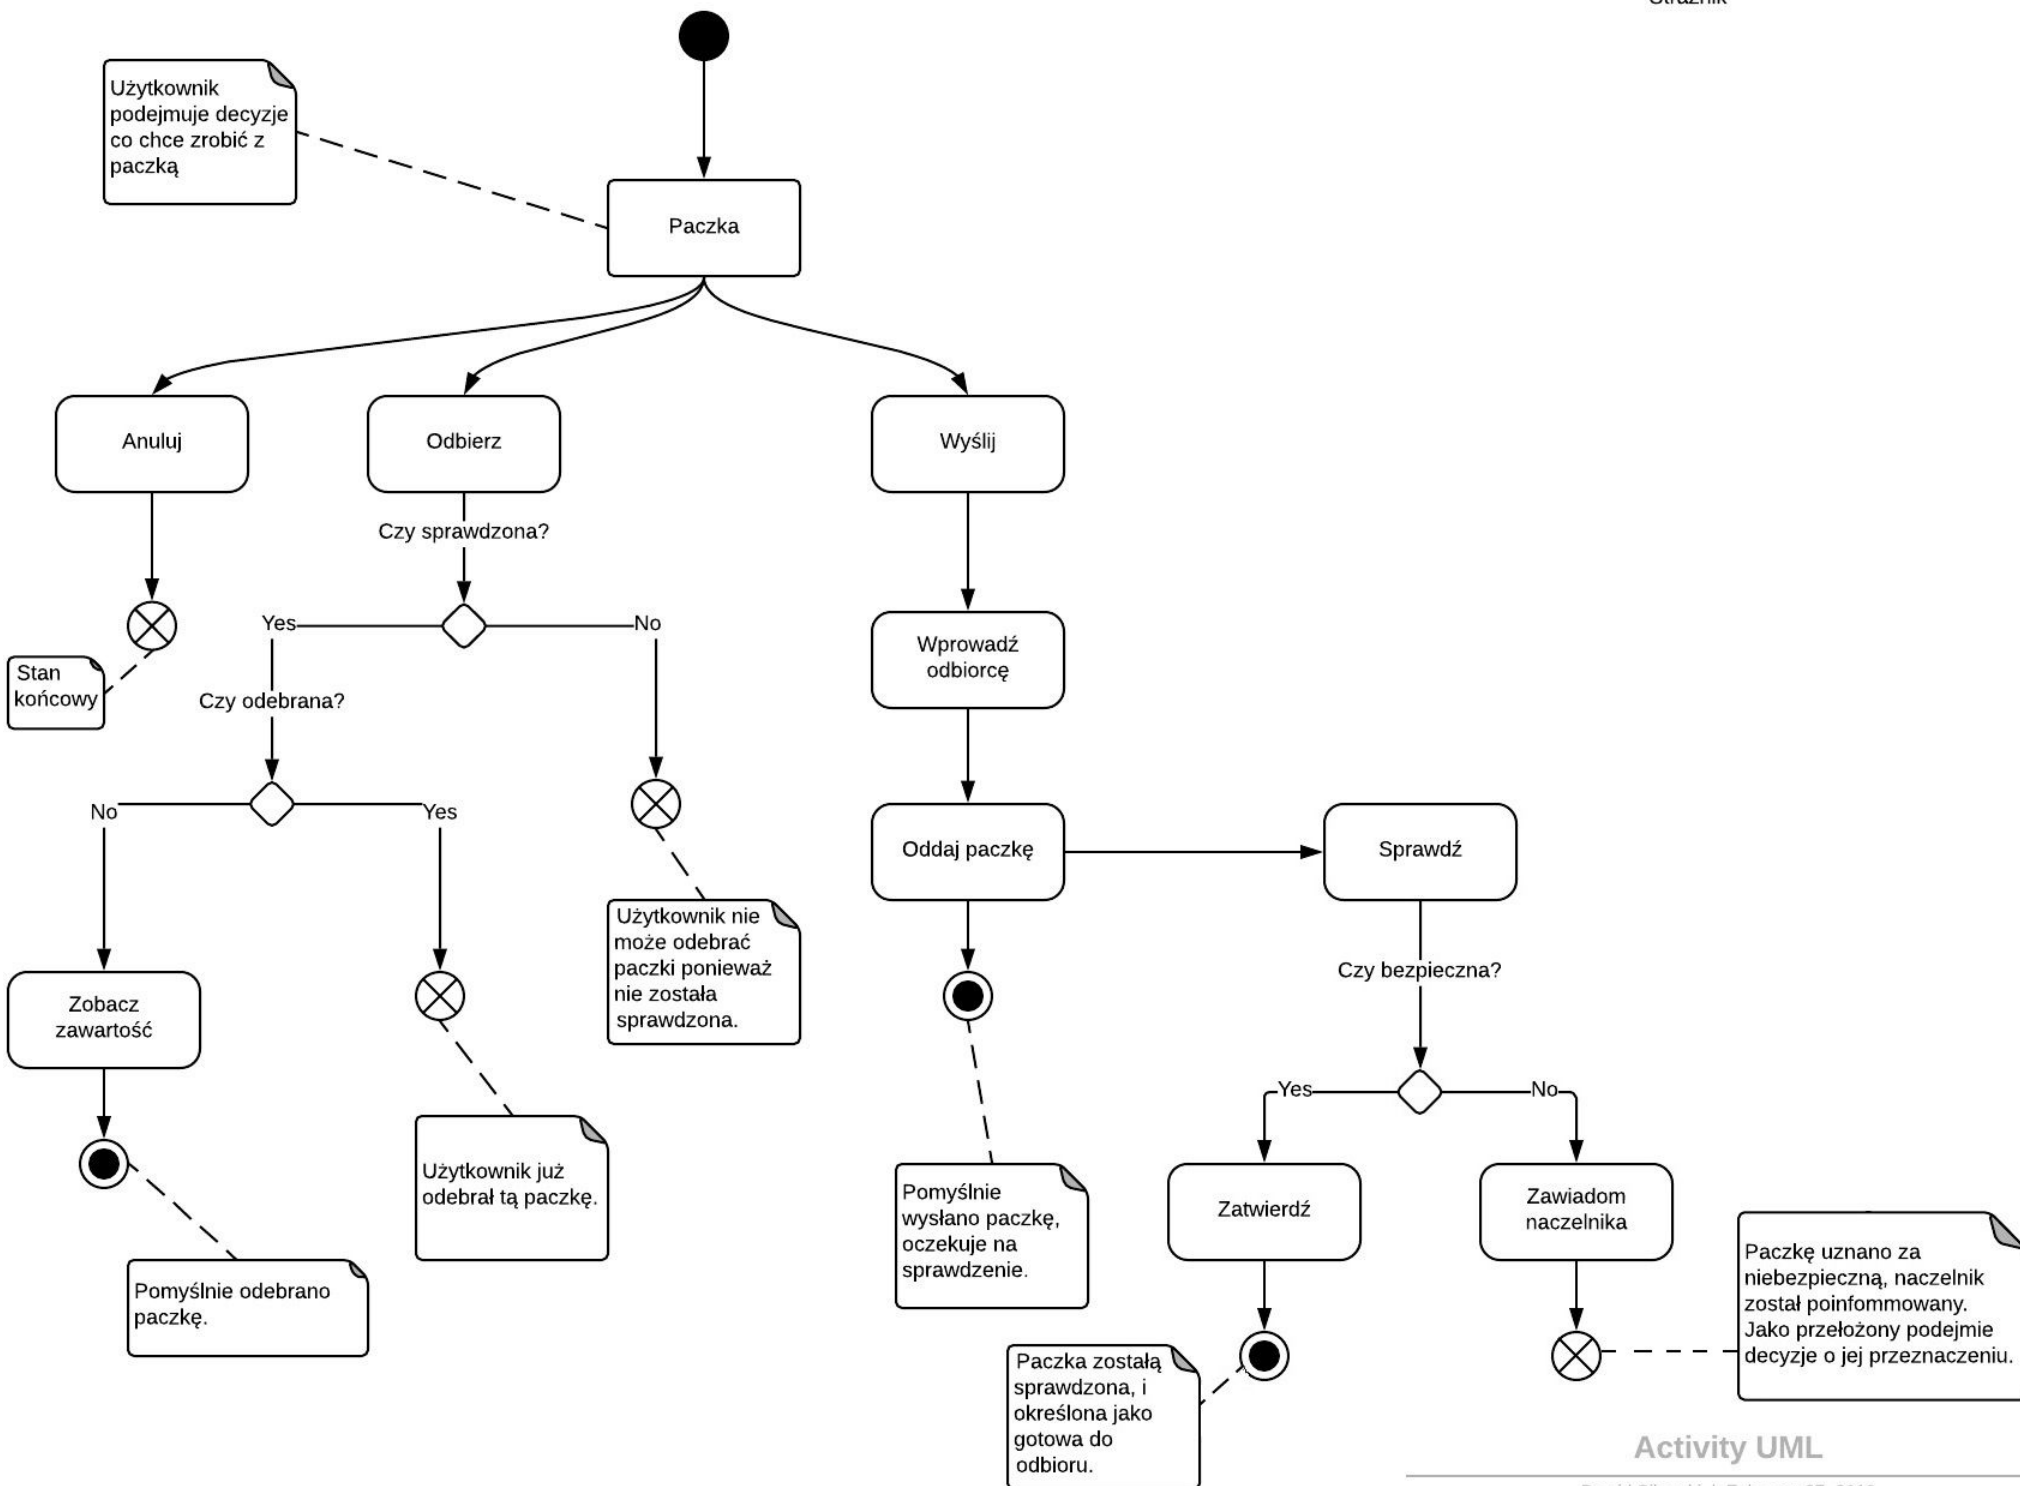 Strażnik
Użytkownik
podejmuje decyzje
co chce zrobić z
paczką
Paczka
Anuluj
Odbierz
Wyślij
Czy sprawdzona?
Yes
No
Stan
końcowy
Czy odebrana?
Wprowadź
odbiorcę
No
Yes
Oddaj paczkę
Sprawdź
Użytkownik nie
może odebrać
paczki ponieważ
nie została
sprawdzona.
Czy bezpieczna?
Zobacz
zawartość
Yes
No
Użytkownik już
odebrał tą paczkę.
Pomyślnie
wysłano paczkę,
oczekuje na
sprawdzenie.
Zatwierdź
Zawiadom
naczelnika
Pomyślnie odebrano
paczkę.
Paczkę uznano za
niebezpieczną, naczelnik
został poinfommowany.
Jako przełożony podejmie
decyzje o jej przeznaczeniu.
Paczka zostałą
sprawdzona, i
określona jako
gotowa do
odbioru.
Activity UML